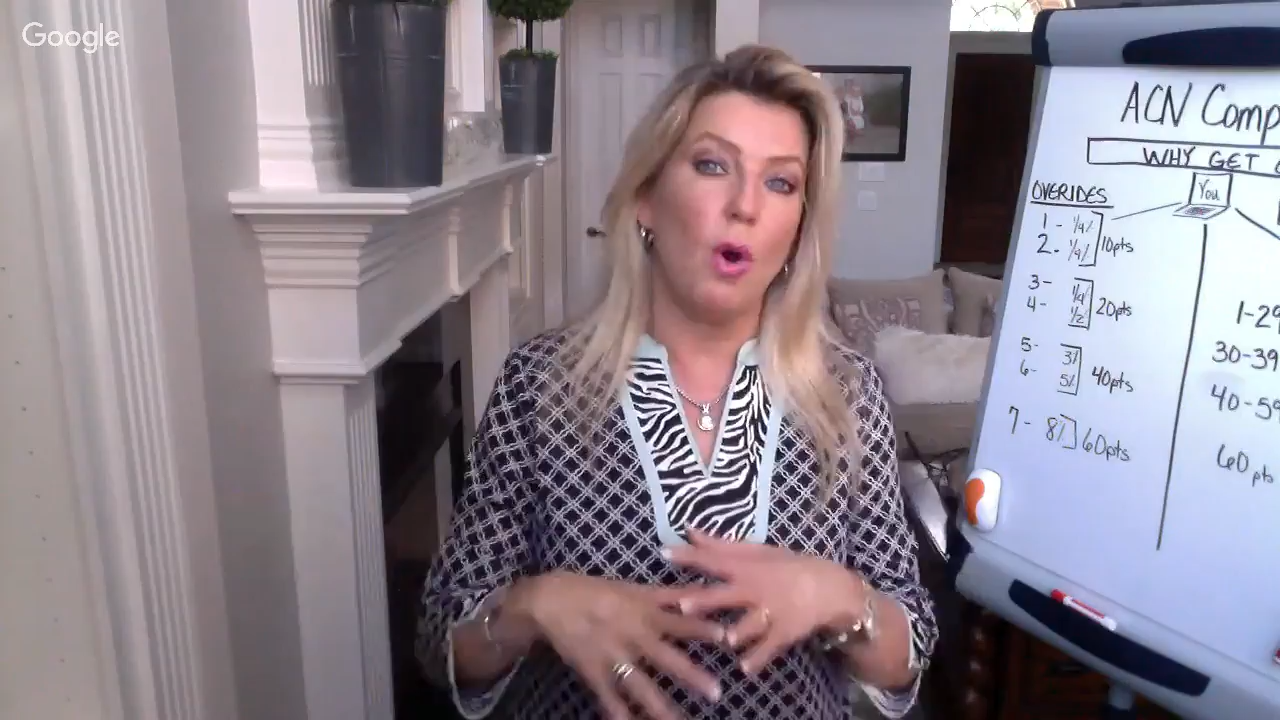 Google
ACN Comp
WHY GET
You
OVERIDES
1 - 1/4%
2 - 1/4%
10pts
3 - 1/4
4 - 1/2%
20pts
5 - 3%
6 - 5%
40pts
7 - 8%
60pts
1-29
30-39
40-59
60 pts